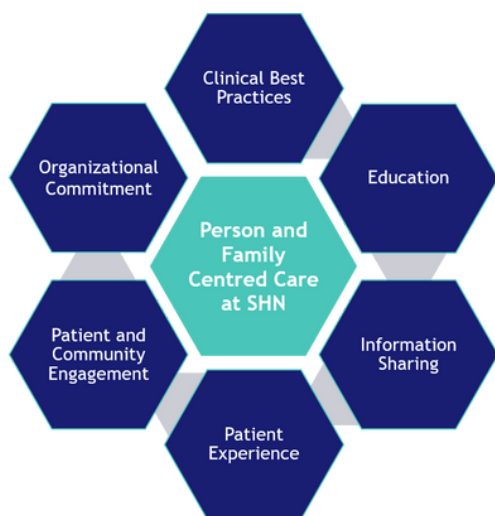 Clinical Best
Practices
Organizational
Commitment
Education
Person and
Family
Centred Care
at SHN
Patient and
Community
Engagement
Information
Sharing
Patient
Experience